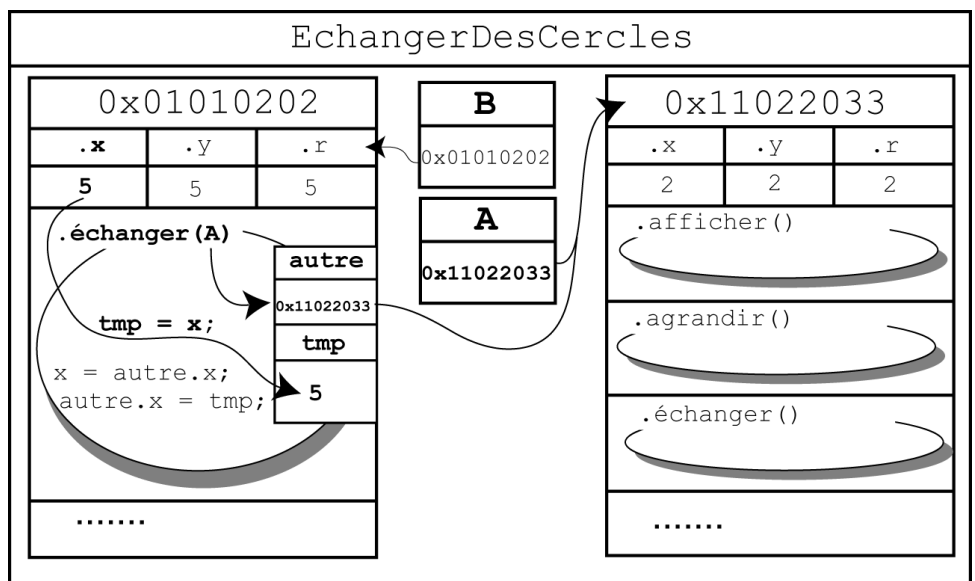 EchangerDesCercles
0x01010202
.x .y .r
5 5 5
.échanger(A)
autre
0x11022033
tmp = x;
tmp
x = autre.x;
5
autre.x = tmp;
.......
B
0x01010202
A
0x11022033
0x11022033
.x .y .r
2 2 2
.afficher()
.agrandir()
.échanger()
.......